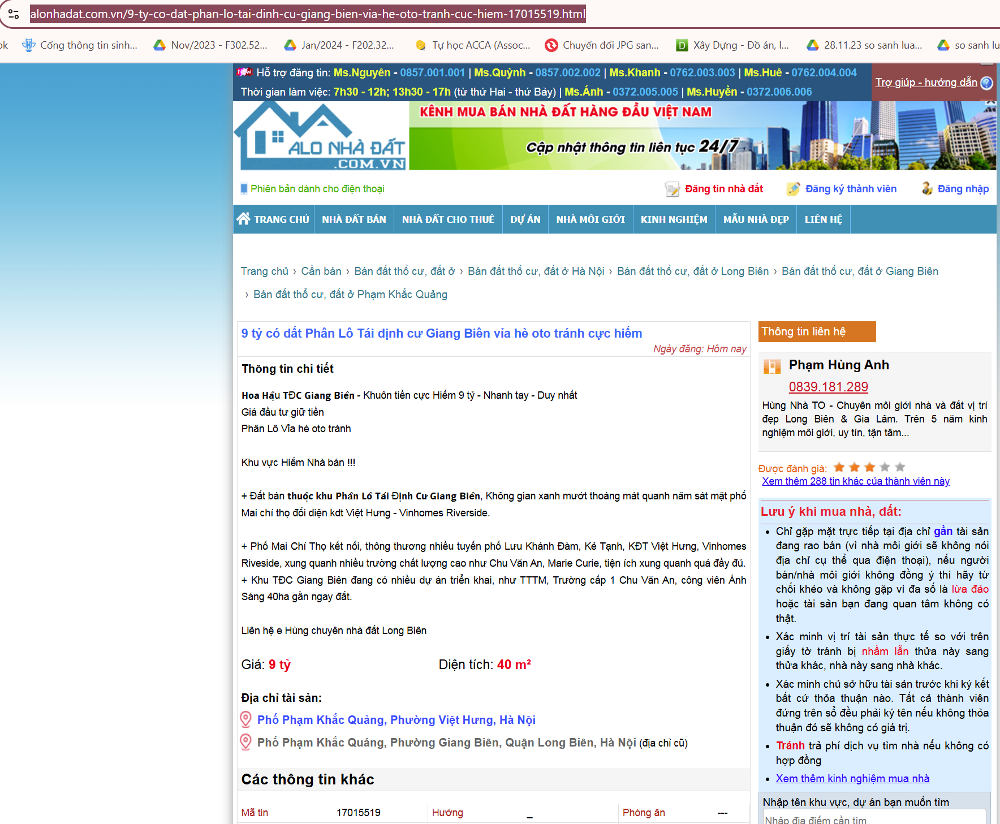 alonhadat.com.vn/9-ty-co-dat-phan-lo-tai-dinh-cu-giang-bien-via-he-oto-tranh-cuc-hiem-17015519.html
ok Cổng thông tin sinh... Nov/2023 - F302.52... Jan/2024 - F202.32... Tự học ACCA (Assoc... Chuyển đổi JPG san... Xây Dựng - Đồ án, l... 28.11.23 so sanh lua... so sanh lu
Hỗ trợ đăng tin: Ms.Nguyên - 0857.001.001 | Ms.Quỳnh - 0857.002.002 | Ms.Khanh - 0762.003.003 | Ms.Huê - 0762.004.004
Thời gian làm việc: 7h30 - 12h; 13h30 - 17h (từ thứ Hai - thứ Bảy) | Ms.Ánh - 0372.005.005 | Ms.Huyền - 0372.006.006
Trợ giúp - hướng dẫn
ALO NHÀ ĐẤT
.COM.VN
KÊNH MUA BÁN NHÀ ĐẤT HÀNG ĐẦU VIỆT NAM
Cập nhật thông tin liên tục 24/7
Phiên bản dành cho điện thoại
Đăng tin nhà đất Đăng ký thành viên Đăng nhập
TRANG CHỦ NHÀ ĐẤT BÁN NHÀ ĐẤT CHO THUÊ DỰ ÁN NHÀ MÔI GIỚI KINH NGHIỆM MẪU NHÀ ĐẸP LIÊN HỆ
Trang chủ › Cần bán › Bán đất thổ cư, đất ở › Bán đất thổ cư, đất ở Hà Nội › Bán đất thổ cư, đất ở Long Biên › Bán đất thổ cư, đất ở Giang Biên
› Bán đất thổ cư, đất ở Phạm Khắc Quảng
9 tỷ có đất Phân Lô Tái định cư Giang Biên vỉa hè oto tránh cực hiếm
Ngày đăng: Hôm nay
Thông tin chi tiết
Hoa Hậu TĐC Giang Biên - Khuôn tiền cực Hiếm 9 tỷ - Nhanh tay - Duy nhất
Giá đầu tư giữ tiền
Phân Lô Vỉa hè oto tránh
Khu vực Hiếm Nhà bán !!!
+ Đất bán thuộc khu Phân Lô Tái Định Cư Giang Biên, Không gian xanh mướt thoáng mát quanh năm sát mặt phố
Mai chí thọ đối diện kdt Việt Hưng - Vinhomes Riverside.
+ Phố Mai Chí Thọ kết nối, thông thương nhiều tuyến phố Lưu Khánh Đàm, Kẻ Tạnh, KĐT Việt Hưng, Vinhomes
Riveside, xung quanh nhiều trường chất lượng cao như Chu Văn An, Marie Curie, tiện ích xung quanh quá đầy đủ.
+ Khu TĐC Giang Biên đang có nhiều dự án triển khai, như TTTM, Trường cấp 1 Chu Văn An, công viên Ánh
Sáng 40ha gần ngay đất.
Liên hệ e Hùng chuyên nhà đất Long Biên
Giá: 9 tỷ Diện tích: 40 m²
Địa chỉ tài sản:
Phố Phạm Khắc Quảng, Phường Việt Hưng, Hà Nội
Phố Phạm Khắc Quảng, Phường Giang Biên, Quận Long Biên, Hà Nội (địa chỉ cũ)
Các thông tin khác
Mã tin 17015519 Hướng _ Phòng ăn ---
Thông tin liên hệ
Phạm Hùng Anh
0839.181.289
Hùng Nhà TO - Chuyên môi giới nhà và đất vị trí
đẹp Long Biên & Gia Lâm. Trên 5 năm kinh
nghiệm môi giới, uy tín, tận tâm...
Được đánh giá:
Xem thêm 288 tin khác của thành viên này
Lưu ý khi mua nhà, đất:
• Chỉ gặp mặt trực tiếp tại địa chỉ gần tài sản
đang rao bán (vì nhà môi giới sẽ không nói
địa chỉ cụ thể qua điện thoại), nếu người
bán/nhà môi giới không đồng ý thì hãy từ
chối khéo và không gặp vì đa số là lừa đảo
hoặc tài sản bạn đang quan tâm không có
thật.
• Xác minh vị trí tài sản thực tế so với trên
giấy tờ tránh bị nhầm lẫn thửa này sang
thửa khác, nhà này sang nhà khác.
• Xác minh chủ sở hữu tài sản trước khi ký kết
bất cứ thỏa thuận nào. Tất cả thành viên
đứng trên sổ đều phải ký tên nếu không thỏa
thuận đó sẽ không có giá trị.
• Tránh trả phí dịch vụ tìm nhà nếu không có
hợp đồng
• Xem thêm kinh nghiệm mua nhà
Nhập tên khu vực, dự án bạn muốn tìm
Nhập địa điểm cần tìm